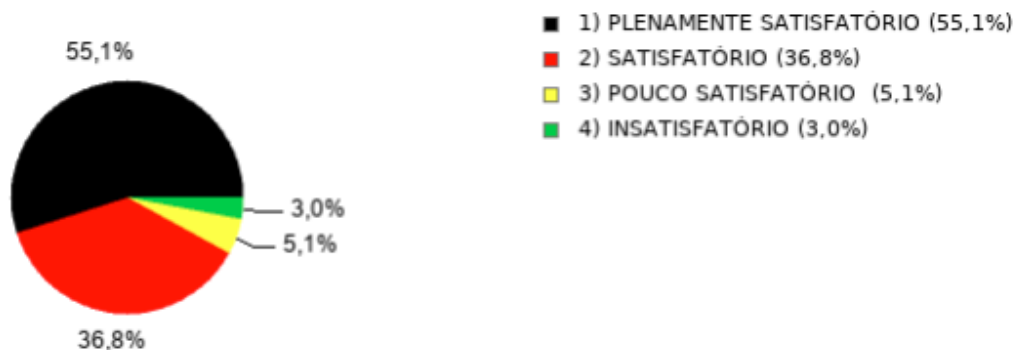 1) PLENAMENTE SATISFATÓRIO (55,1%)
2) SATISFATÓRIO (36,8%)
3) POUCO SATISFATÓRIO (5,1%)
4) INSATISFATÓRIO (3,0%)
55,1%
3,0%
5,1%
36,8%